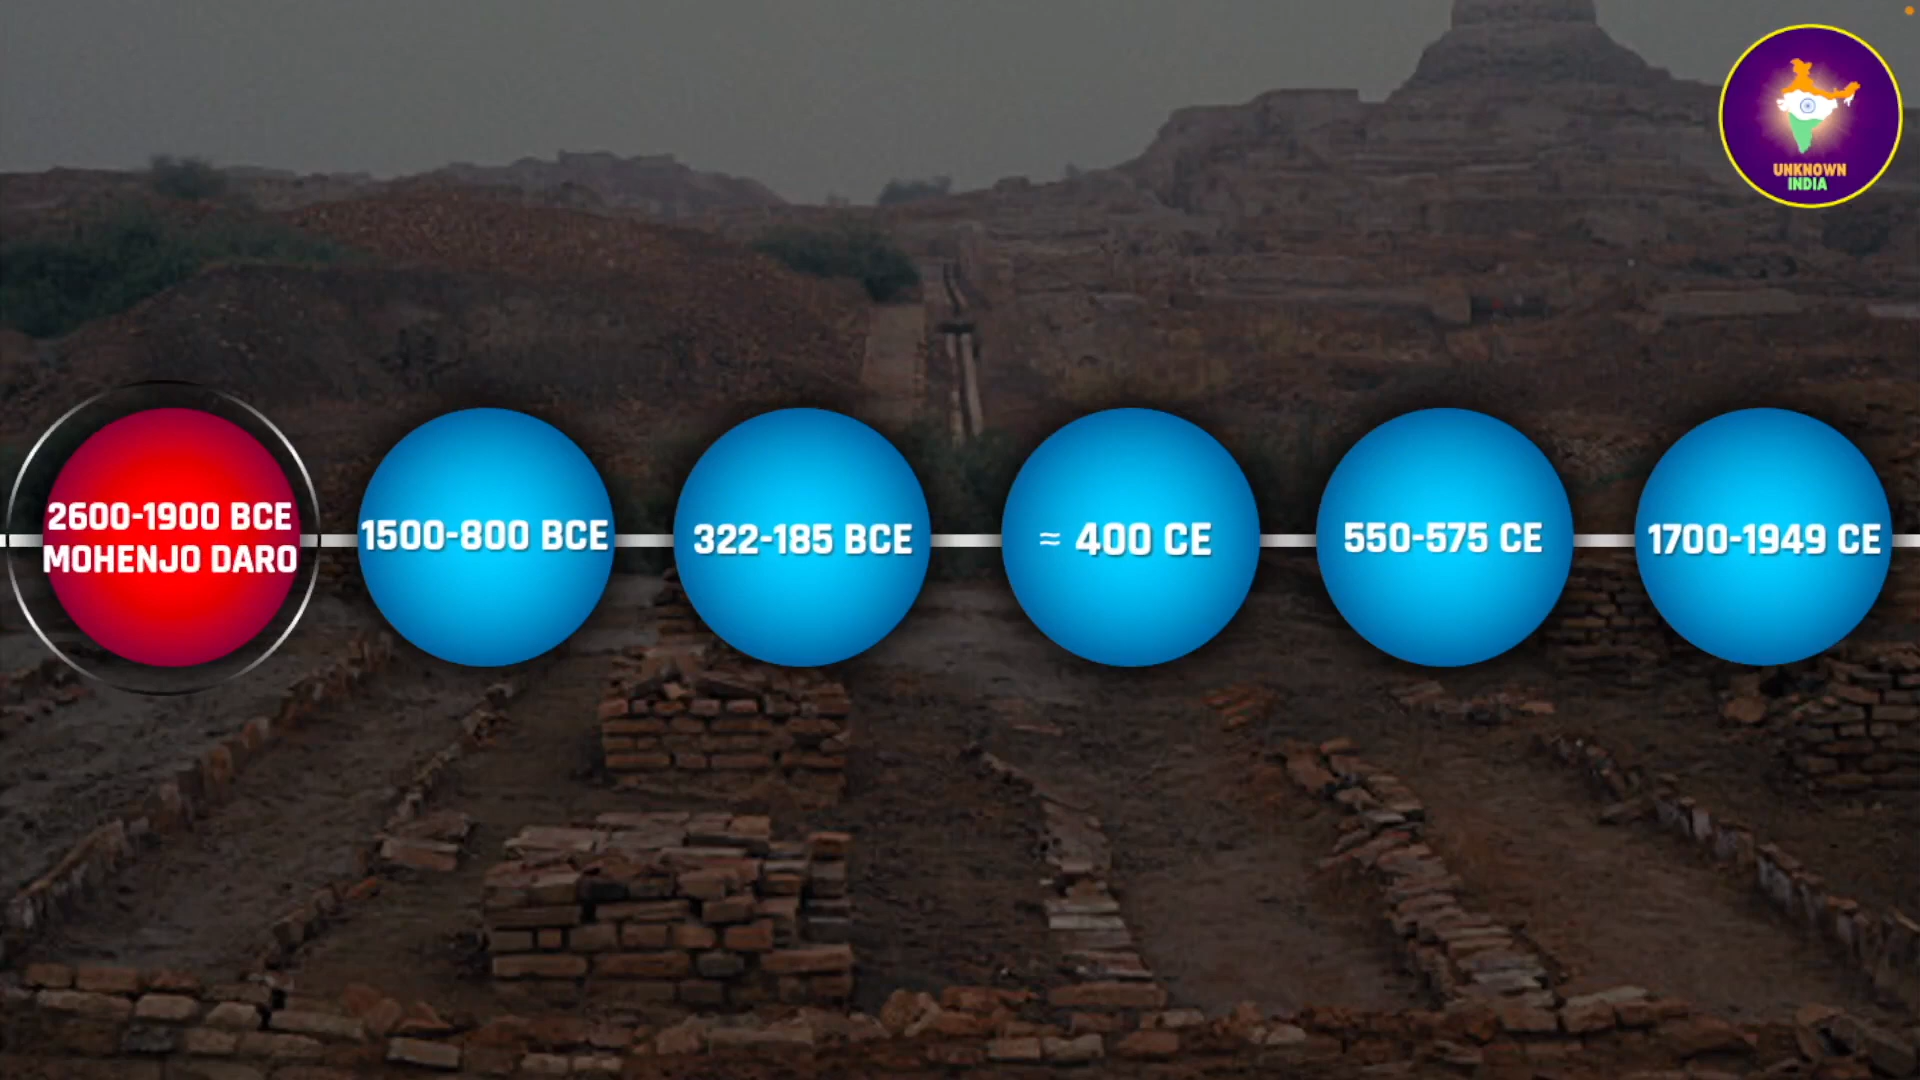 UNKNOWN
INDIA
2600-1900 BCE
MOHENJO DARO
1500-800 BCE
322-185 BCE
≈ 400 CE
550-575 CE
1700-1949 CE